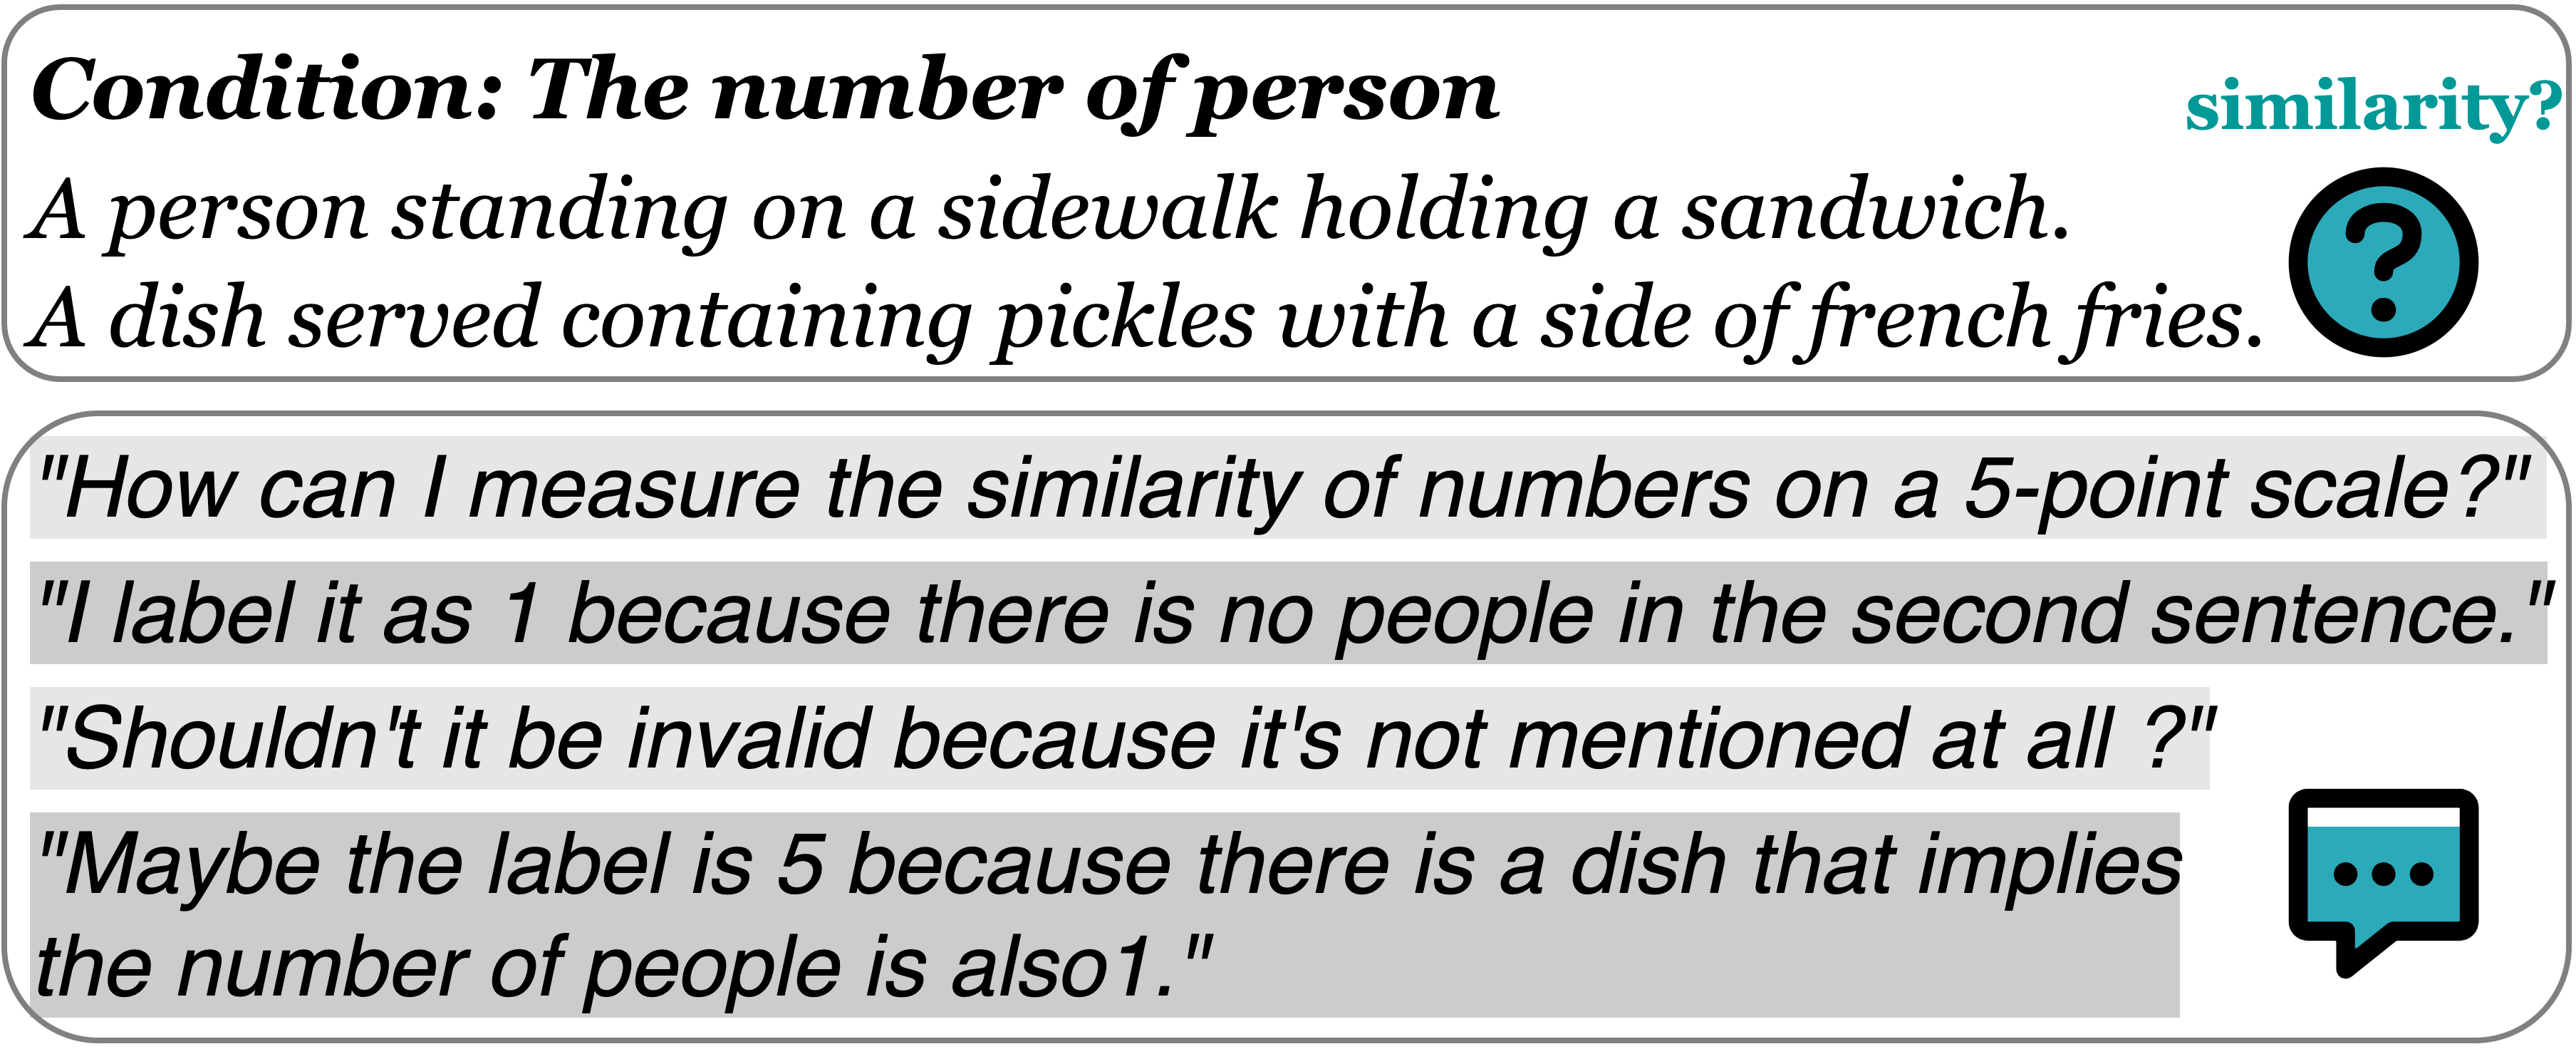 Condition: The number of person
similarity?
A person standing on a sidewalk holding a sandwich.
A dish served containing pickles with a side of french fries.
"How can I measure the similarity of numbers on a 5-point scale?"
"I label it as 1 because there is no people in the second sentence."
"Shouldn't it be invalid because it's not mentioned at all ?"
"Maybe the label is 5 because there is a dish that implies
the number of people is also1."